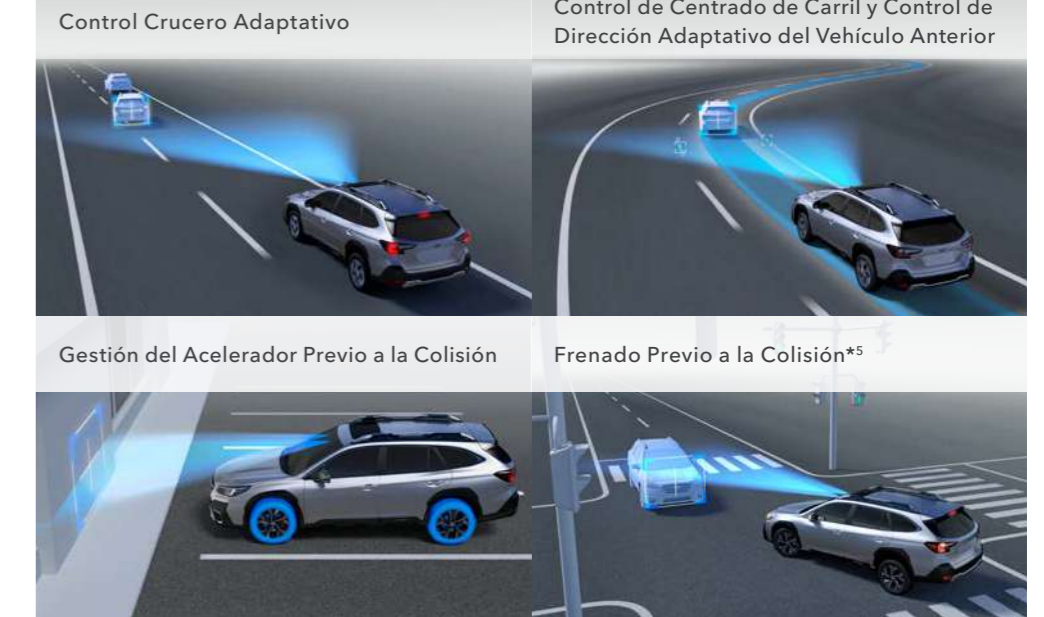 Control Crucero Adaptativo
Control de Centrado de Carril y Control de
Dirección Adaptativo del Vehículo Anterior
Gestión del Acelerador Previo a la Colisión
Frenado Previo a la Colisión*5